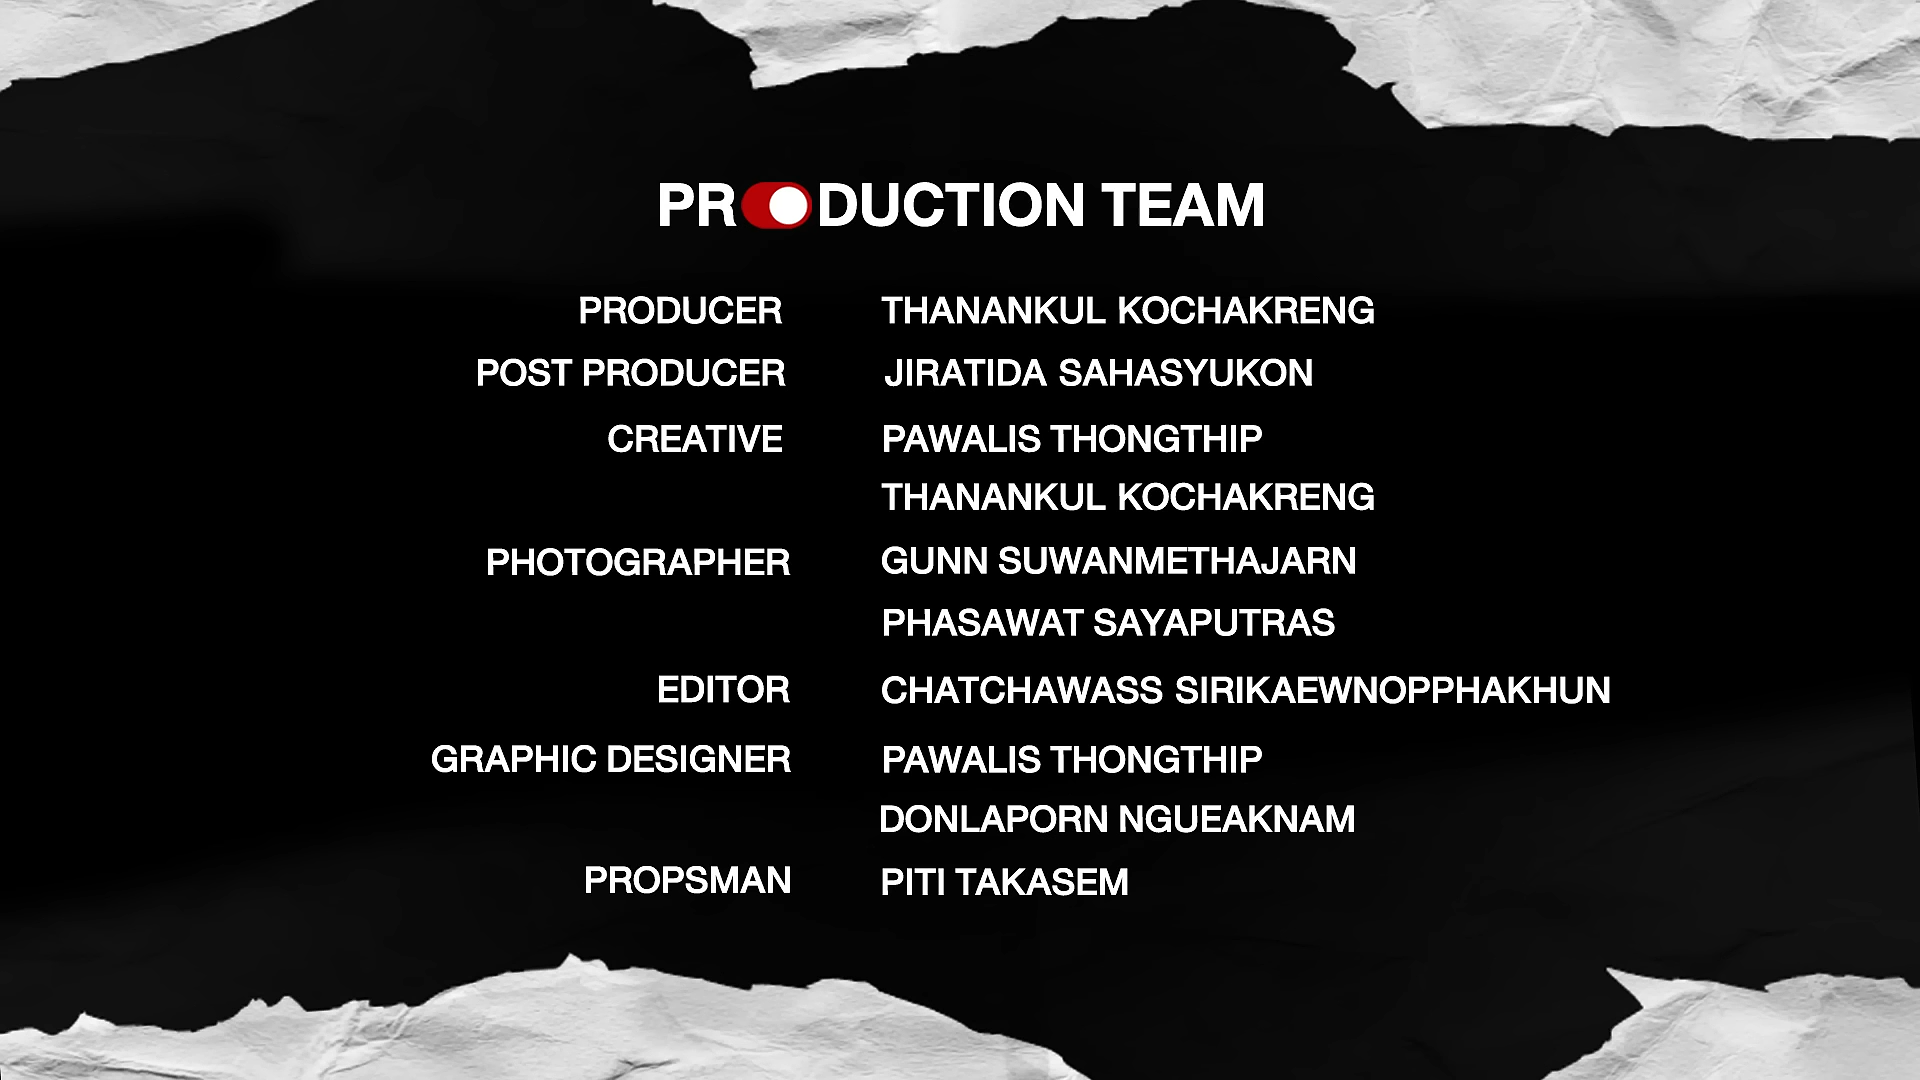 PRODUCTION TEAM
PRODUCER THANANKUL KOCHAKRENG
POST PRODUCER JIRATIDA SAHASYUKON
CREATIVE PAWALIS THONGTHIP
THANANKUL KOCHAKRENG
PHOTOGRAPHER GUNN SUWANMETHAJARN
PHASAWAT SAYAPUTRAS
EDITOR CHATCHAWASS SIRIKAEWNOPPHAKHUN
GRAPHIC DESIGNER PAWALIS THONGTHIP
DONLAPORN NGUEAKNAM
PROPSMAN PITI TAKASEM